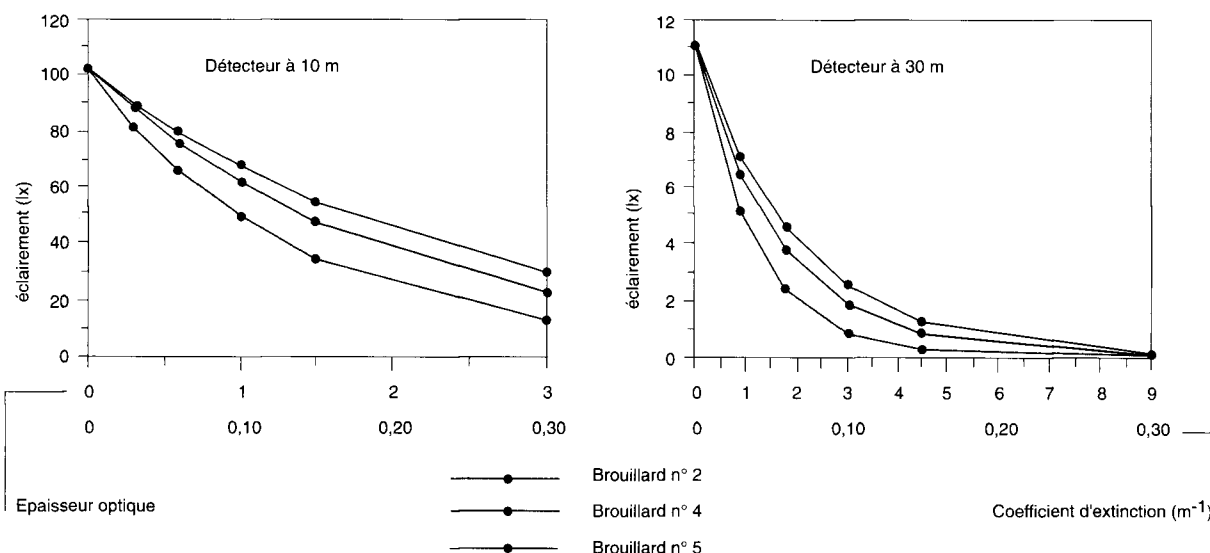 120
100
80
60
40
20
0
éclairement (lx)
Détecteur à 10 m
0 1 2 3
0 0,10 0,20 0,30
12
10
8
6
4
2
0
éclairement (lx)
Détecteur à 30 m
0 1 2 3 4 5 6 7 8 9
0 0,10 0,20 0,30
Epaisseur optique
Brouillard n° 2
Brouillard n° 4
Brouillard n° 5
Coefficient d'extinction (m-1)